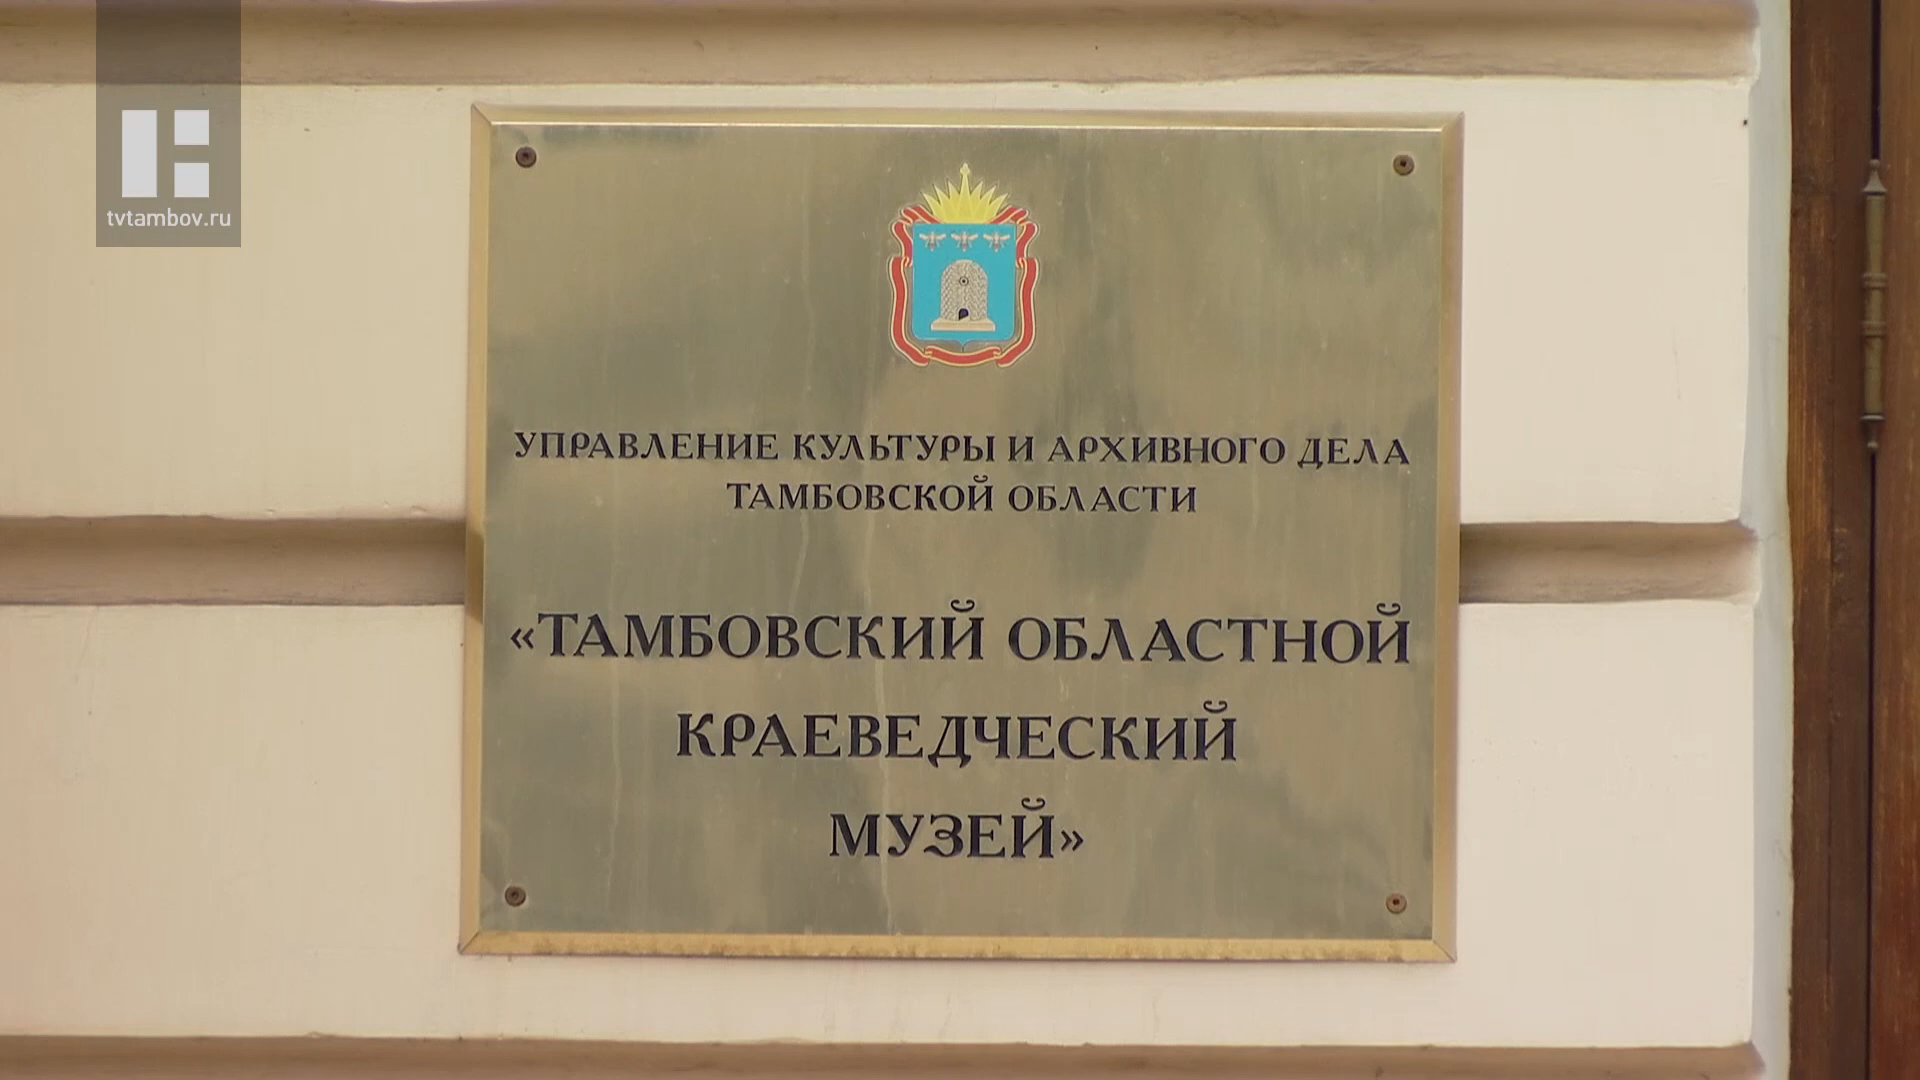 tvtambov.ru
УПРАВЛЕНИЕ КУЛЬТУРЫ И АРХИВНОГО ДЕЛА
ТАМБОВСКОЙ ОБЛАСТИ
«ТАМБОВСКИЙ ОБЛАСТНОЙ
КРАЕВЕДЧЕСКИЙ
МУЗЕЙ»